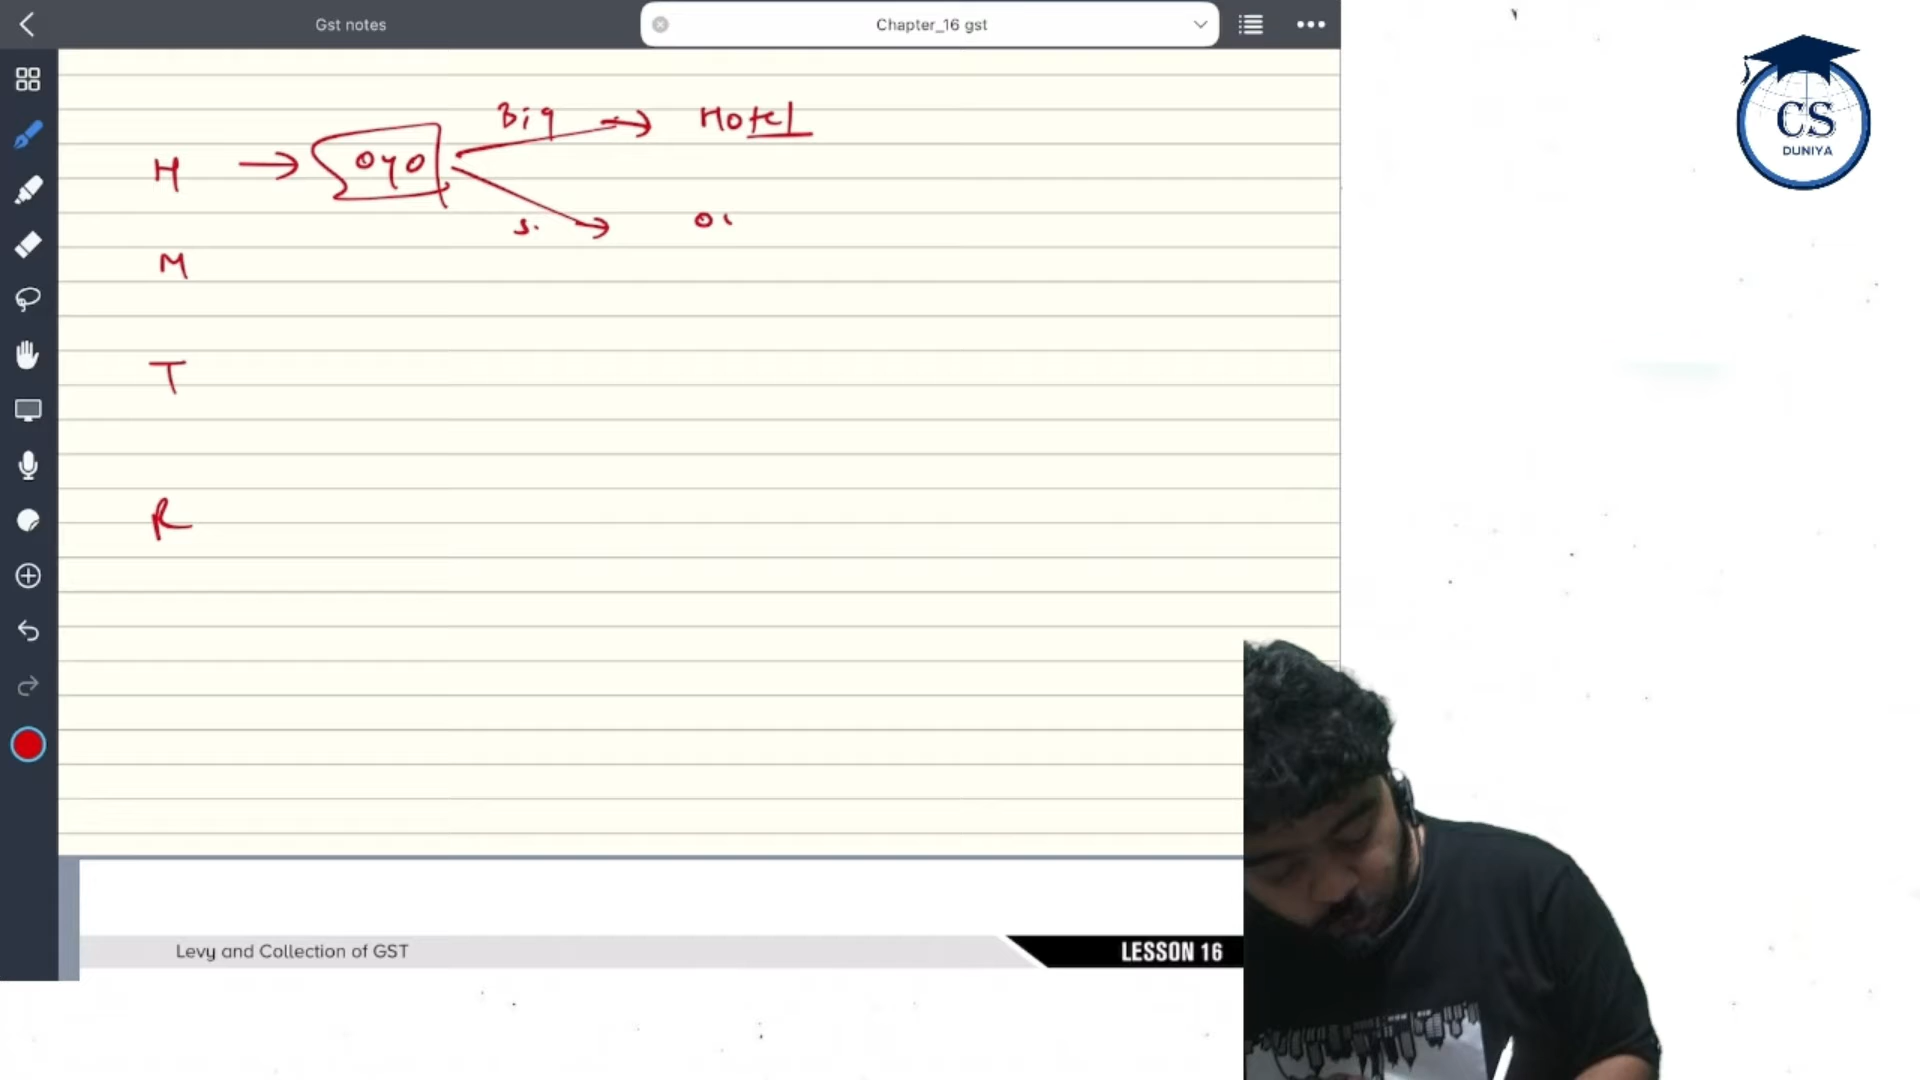 Gst notes
Chapter_16 gst
CS
DUNIYA
Big
Hotel
H
OYO
S.
M
T
R
Levy and Collection of GST
LESSON 16